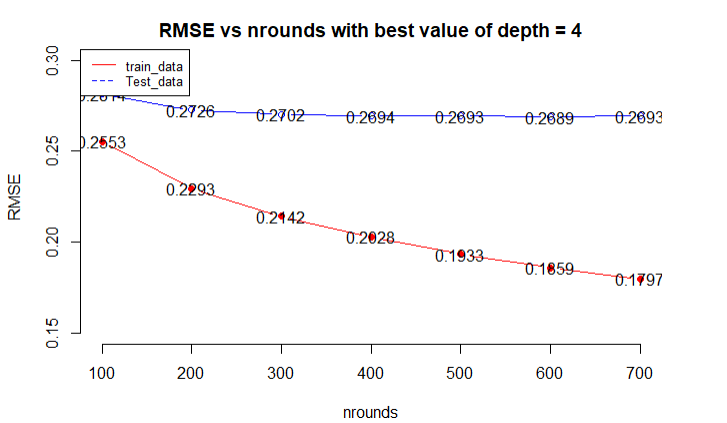 RMSE vs nrounds with best value of depth = 4
train_data
Test_data
0.2726
0.2702
0.2694
0.2693
0.2689
0.2693
0.2553
0.2293
0.2142
0.2028
0.1933
0.1859
0.1797
0.30
0.25
0.20
0.15
RMSE
100 200 300 400 500 600 700
nrounds